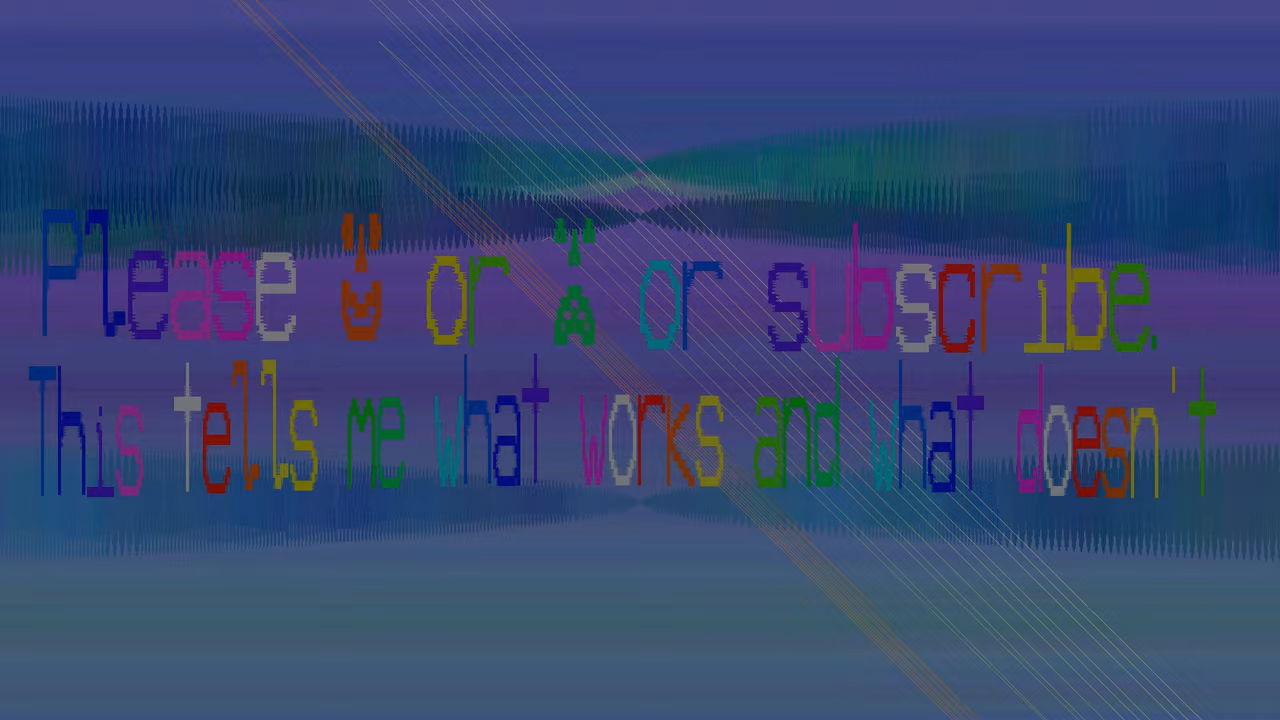 Please or or subscribe.
This tells me what works and what doesn't